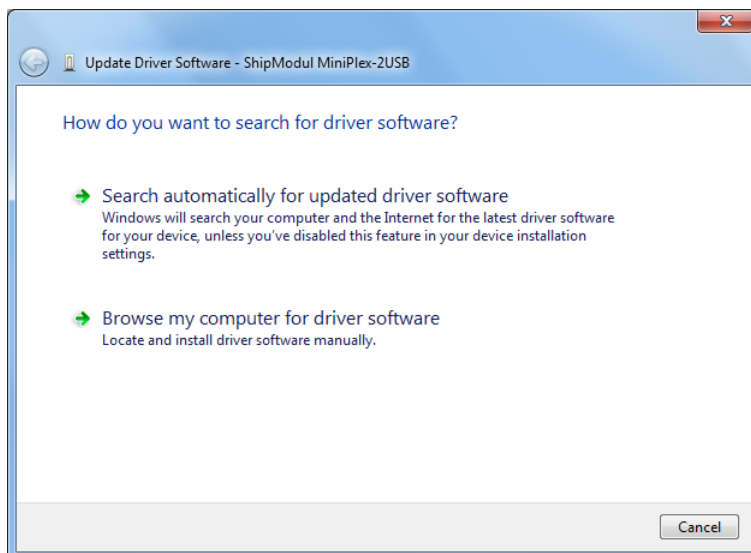 Update Driver Software - ShipModul MiniPlex-2USB
How do you want to search for driver software?
Search automatically for updated driver software
Windows will search your computer and the Internet for the latest driver software
for your device, unless you've disabled this feature in your device installation
settings.
Browse my computer for driver software
Locate and install driver software manually.
Cancel